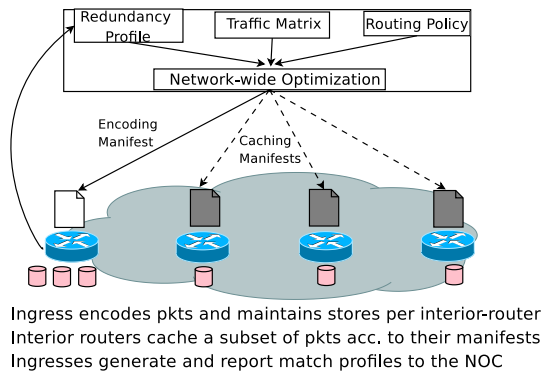 Redundancy
Profile
Traffic Matrix
Routing Policy
Network-wide Optimization
Encoding
Manifest
Caching
Manifests
Ingress encodes pkts and maintains stores per interior-router
Interior routers cache a subset of pkts acc. to their manifests
Ingresses generate and report match profiles to the NOC